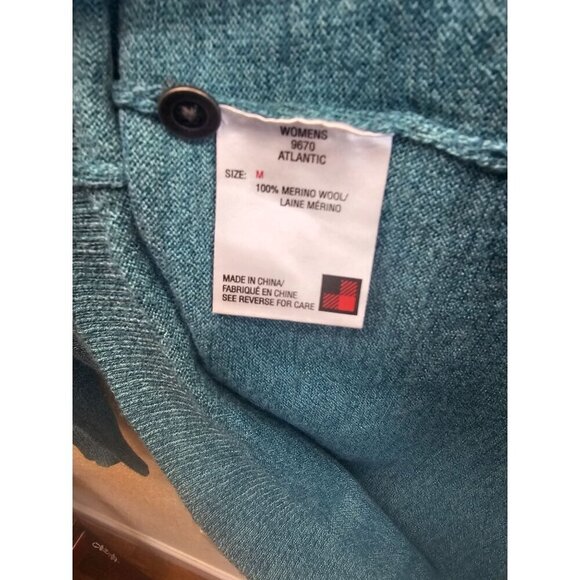 WOMENS
9670
ATLANTIC
SIZE: M
100% MERINO WOOL/
LAINE MÉRINO
MADE IN CHINA/
FABRIQUÉ EN CHINE
SEE REVERSE FOR CARE